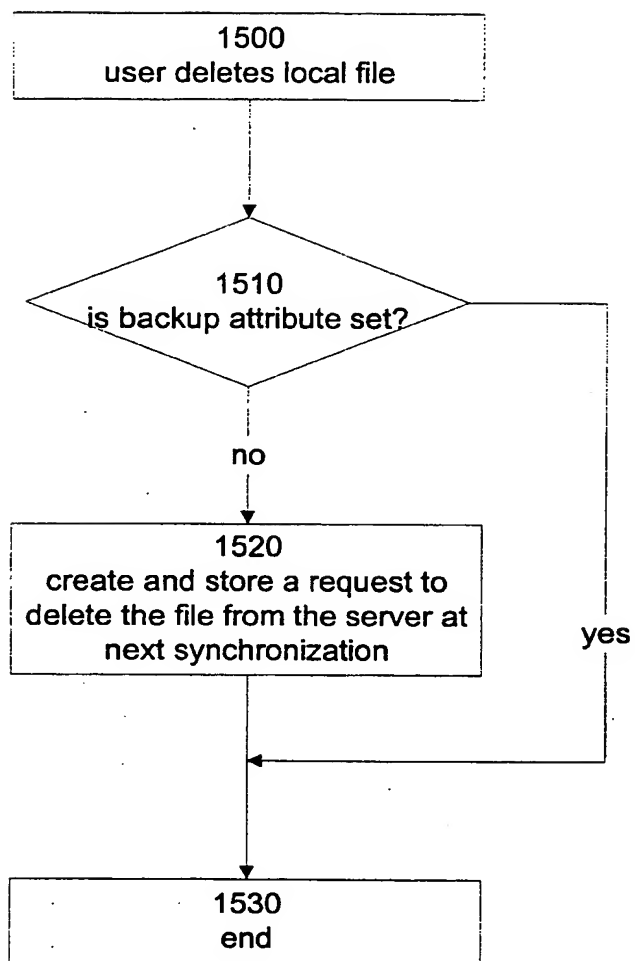 1500
user deletes local file
1510
is backup attribute set?
no
1520
create and store a request to
delete the file from the server at
next synchronization
yes
1530
end